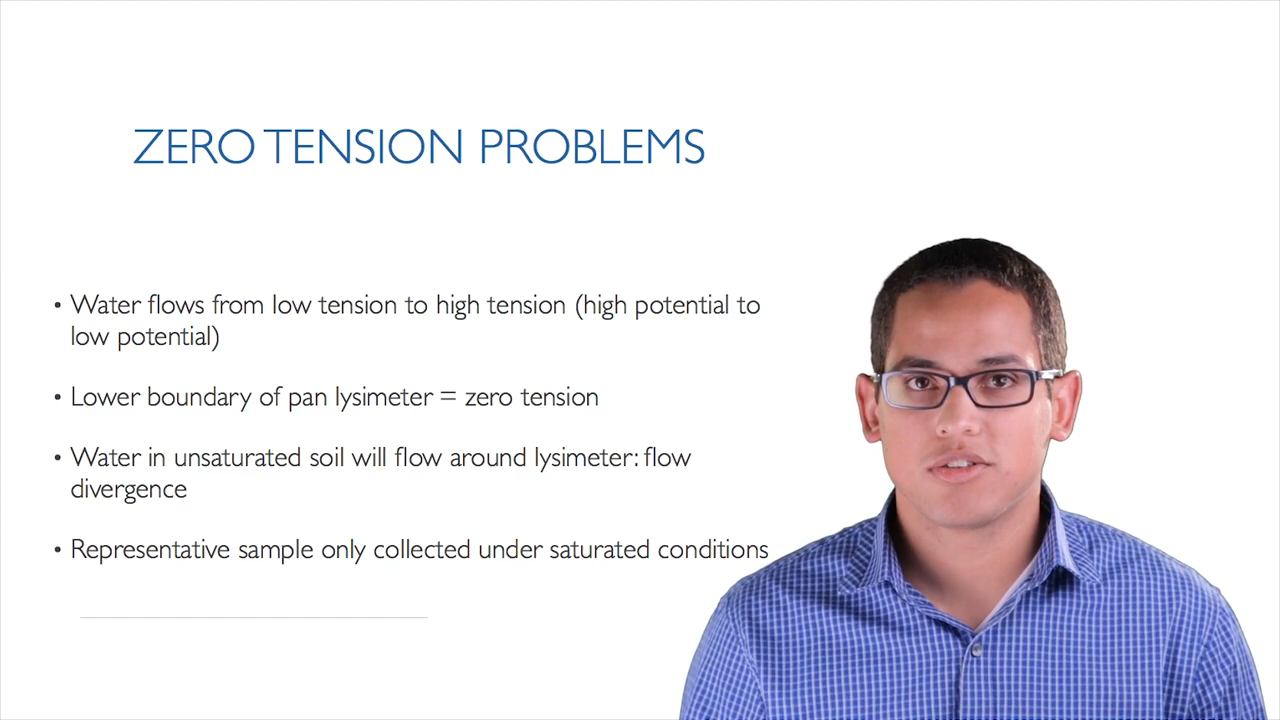 ZERO TENSION PROBLEMS
• Water flows from low tension to high tension (high potential to
low potential)
• Lower boundary of pan lysimeter = zero tension
• Water in unsaturated soil will flow around lysimeter: flow
divergence
• Representative sample only collected under saturated conditions